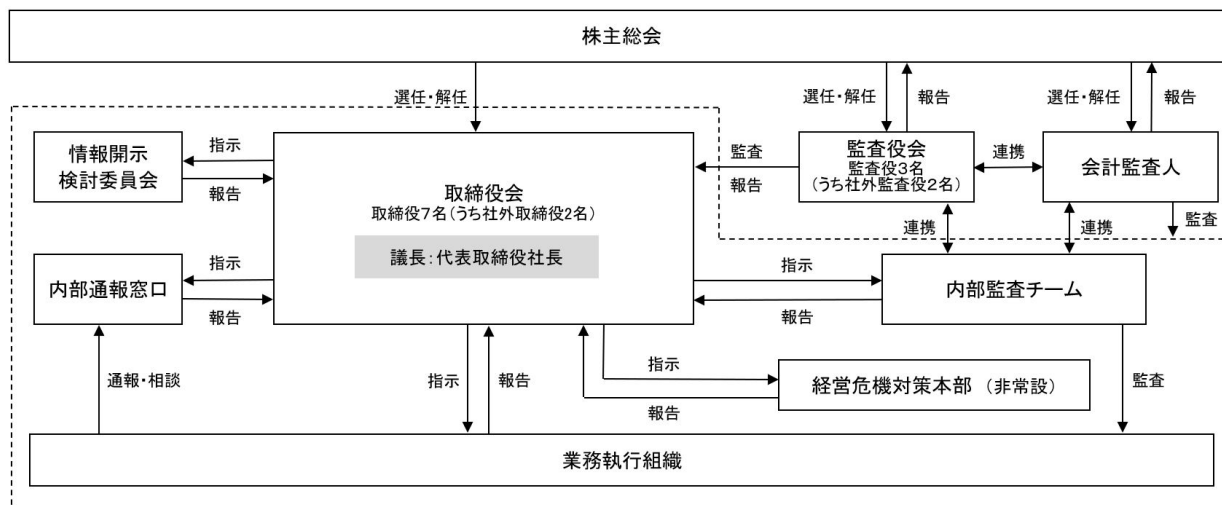 株主総会
選任・解任
選任・解任
報告
選任・解任
報告
情報開示
検討委員会
指示
報告
取締役会
取締役7名(うち社外取締役2名)
議長:代表取締役社長
監査
報告
監査役会
監査役3名
(うち社外監査役2名)
連携
会計監査人
連携
連携
監査
内部通報窓口
指示
報告
指示
報告
内部監査チーム
通報・相談
指示
報告
指示
報告
経営危機対策本部 (非常設)
監査
業務執行組織